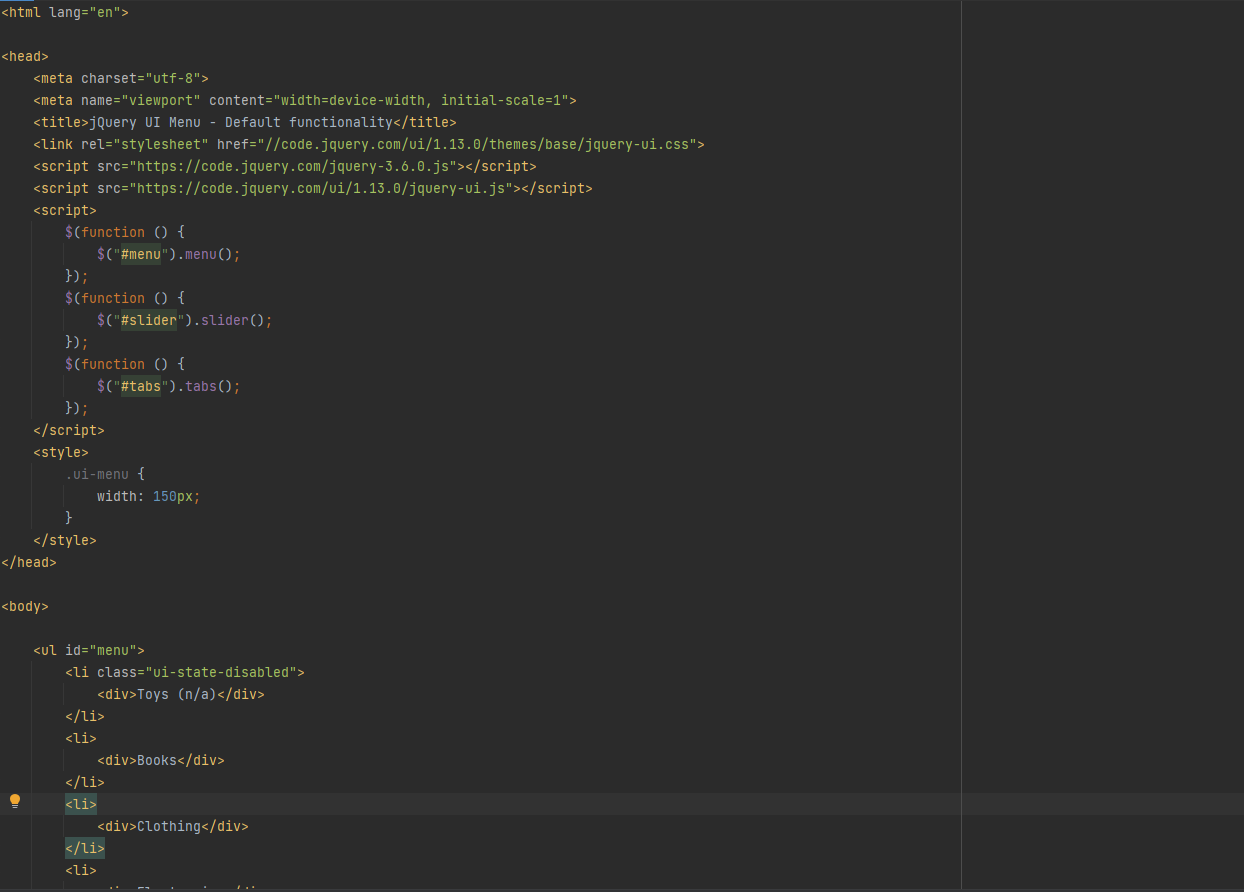 <html lang="en">
<head>
<meta charset="utf-8">
<meta name="viewport" content="width=device-width, initial-scale=1">
<title>jQuery UI Menu - Default functionality</title>
<link rel="stylesheet" href="//code.jquery.com/ui/1.13.0/themes/base/jquery-ui.css">
<script src="https://code.jquery.com/jquery-3.6.0.js"></script>
<script src="https://code.jquery.com/ui/1.13.0/jquery-ui.js"></script>
<script>
$(function () {
$("#menu").menu();
});
$(function () {
$("#slider").slider();
});
$(function () {
$("#tabs").tabs();
});
</script>
<style>
.ui-menu {
width: 150px;
}
</style>
</head>
<body>
<ul id="menu">
<li class="ui-state-disabled">
<div>Toys (n/a)</div>
</li>
<li>
<div>Books</div>
</li>
<li>
<div>Clothing</div>
</li>
<li>